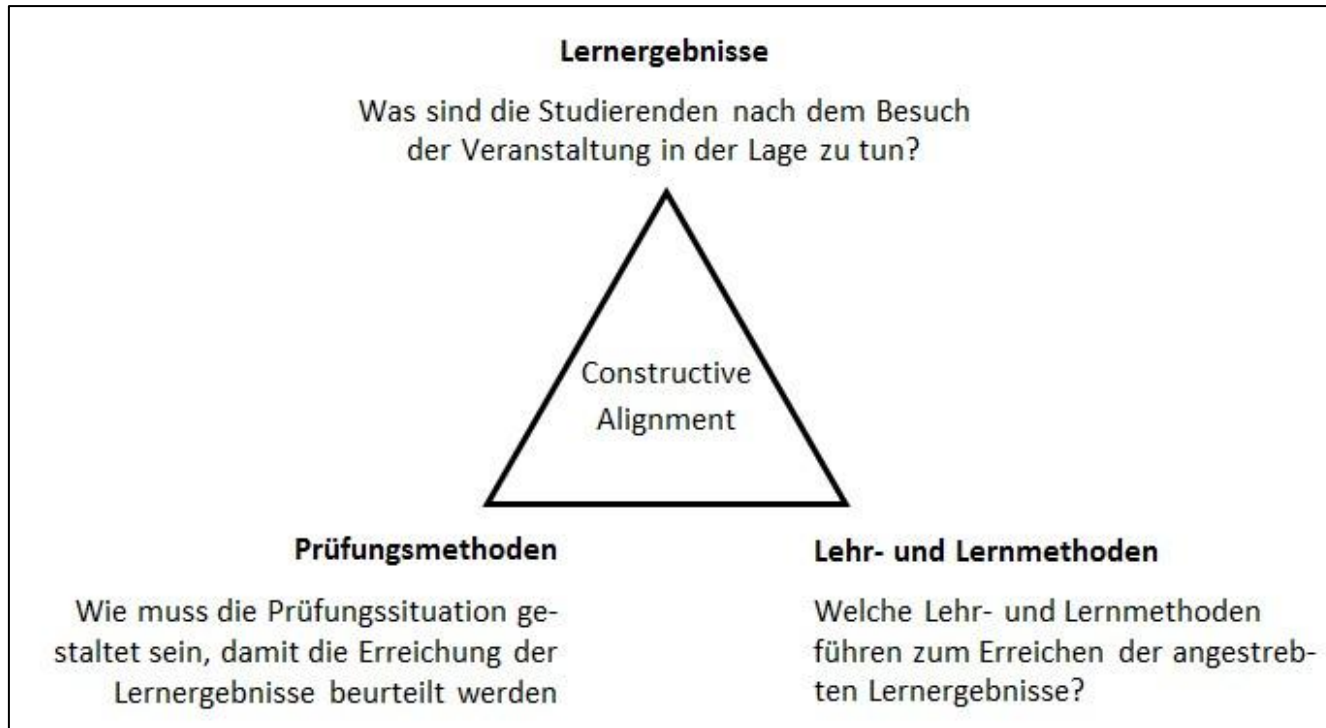 Lernergebnisse
Was sind die Studierenden nach dem Besuch
der Veranstaltung in der Lage zu tun?
Constructive
Alignment
Prüfungsmethoden
Wie muss die Prüfungssituation ge-
staltet sein, damit die Erreichung der
Lernergebnisse beurteilt werden
Lehr- und Lernmethoden
Welche Lehr- und Lernmethoden
führen zum Erreichen der angestreb-
ten Lernergebnisse?